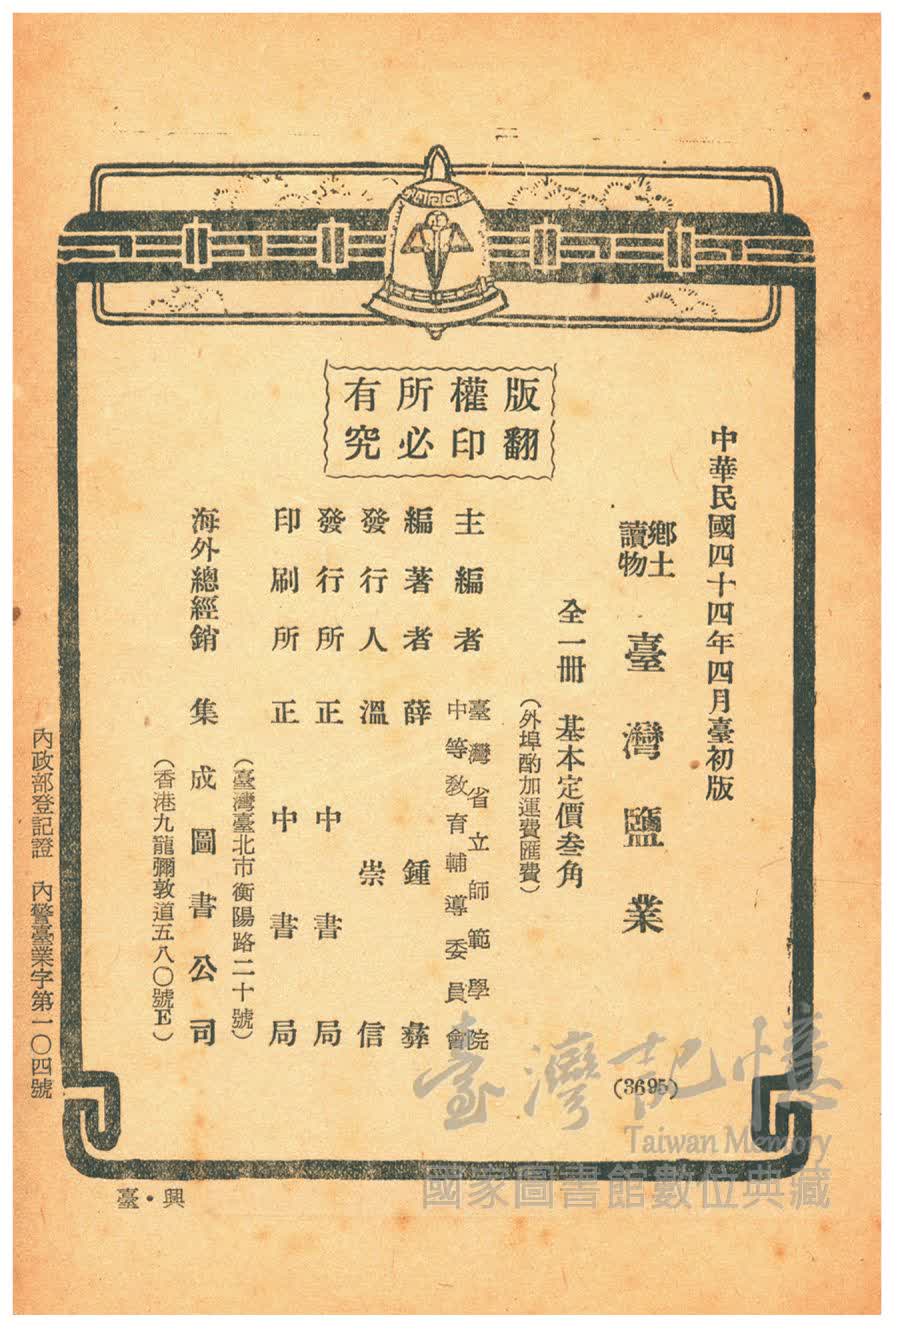 版權所有
翻印必究
中華民國四十四年四月臺初版
鄉土
讀物
臺灣鹽業
(3695)
全一冊 基本定價叁角
(外埠酌加運費匯費)
主編者 臺灣省立師範學院
中等教育輔導委員會
編著者 薛鍾彝
發行人 溫崇信
發行所 正中書局
印刷所 正中書局
(臺灣臺北市衡陽路二十號)
海外總經銷 集成圖書公司
(香港九龍彌敦道五八〇號E)
內政部登記證 內警臺業字第一〇四號
臺・興
臺灣記憶
Taiwan Memory
國家圖書館數位典藏